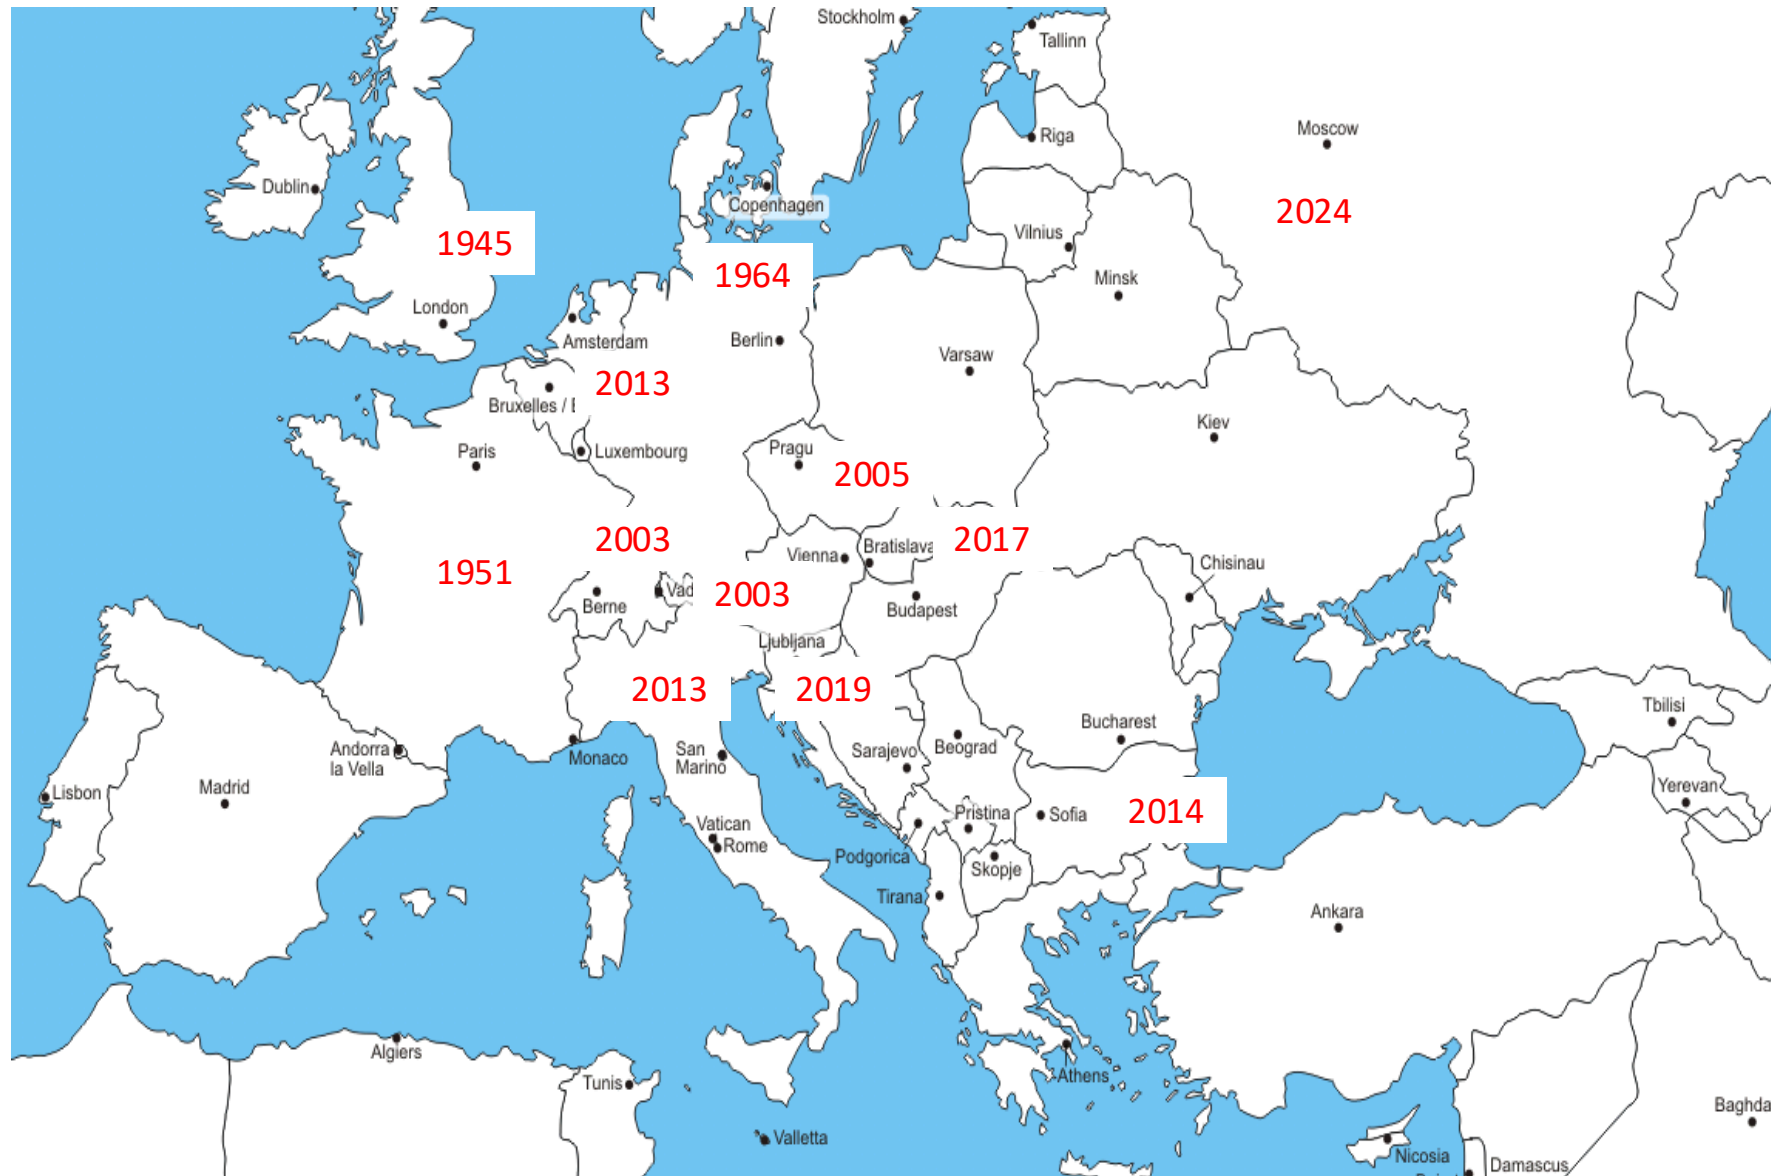 Stockholm
Tallinn
Moscow
Riga
Dublin
Copenhagen
2024
Vilnius
1945
1964
Minsk
London
Amsterdam
Berlin
Varsaw
2013
Bruxelles /
Kiev
Paris
Luxembourg
Pragu
2005
2003
2017
Vienna
Bratislava
Chisinau
1951
Vad
2003
Berne
Budapest
Ljubljana
2013
2019
Tbilisi
Bucharest
Andorra
la Vella
San
Marino
Sarajevo
Beograd
Monaco
Lisbon
Madrid
Yerevan
Pristina
Sofia
2014
Vatican
Rome
Podgorica
Skopje
Tirana
Ankara
Algiers
Athens
Tunis
Baghda
Valletta
Nicosia
Damascus